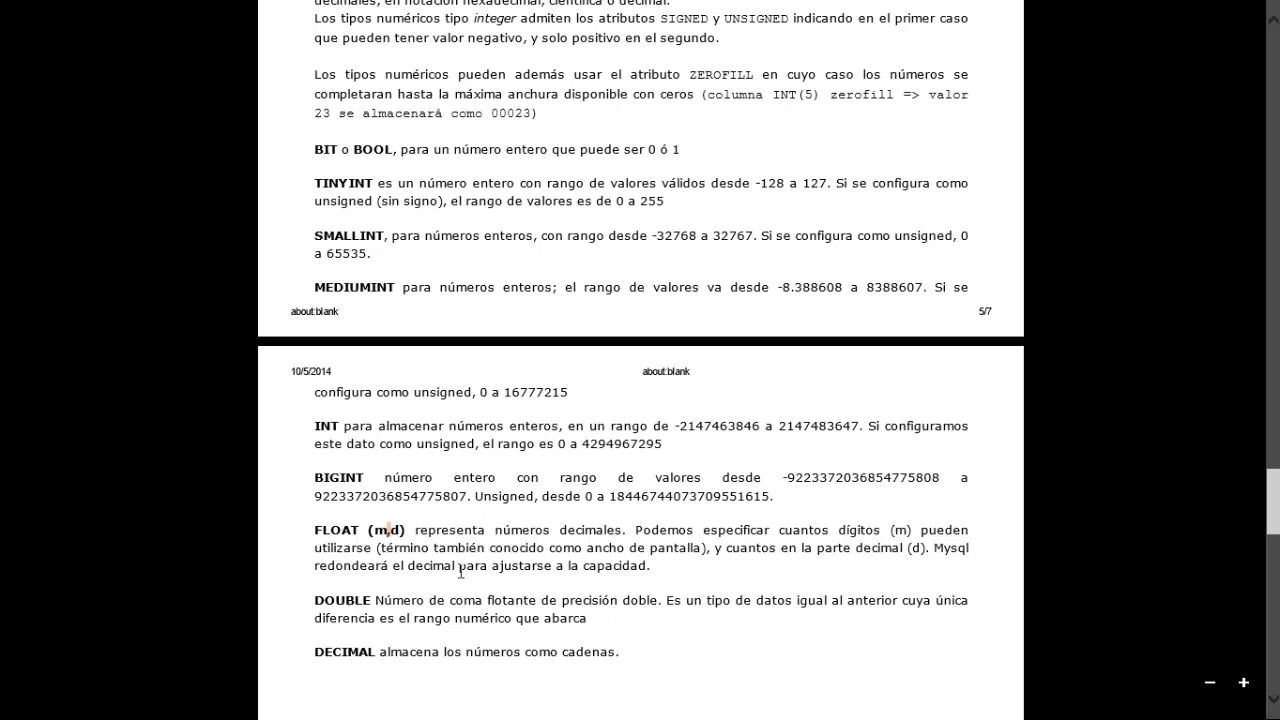 decimales, en notación hexadecimal, científica o decimal.
Los tipos numéricos tipo integer admiten los atributos SIGNED y UNSIGNED indicando en el primer caso
que pueden tener valor negativo, y solo positivo en el segundo.
Los tipos numéricos pueden además usar el atributo ZEROFILL en cuyo caso los números se
completaran hasta la máxima anchura disponible con ceros (columna INT(5) zerofill => valor
23 se almacenará como 00023)
BIT o BOOL, para un número entero que puede ser 0 ó 1
TINYINT es un número entero con rango de valores válidos desde -128 a 127. Si se configura como
unsigned (sin signo), el rango de valores es de 0 a 255
SMALLINT, para números enteros, con rango desde -32768 a 32767. Si se configura como unsigned, 0
a 65535.
MEDIUMINT para números enteros; el rango de valores va desde -8.388608 a 8388607. Si se
about:blank 5/7
10/5/2014 about:blank
configura como unsigned, 0 a 16777215
INT para almacenar números enteros, en un rango de -2147463846 a 2147483647. Si configuramos
este dato como unsigned, el rango es 0 a 4294967295
BIGINT número entero con rango de valores desde -9223372036854775808 a
9223372036854775807. Unsigned, desde 0 a 18446744073709551615.
FLOAT (m,d) representa números decimales. Podemos especificar cuantos dígitos (m) pueden
utilizarse (término también conocido como ancho de pantalla), y cuantos en la parte decimal (d). Mysql
redondeará el decimal para ajustarse a la capacidad.
DOUBLE Número de coma flotante de precisión doble. Es un tipo de datos igual al anterior cuya única
diferencia es el rango numérico que abarca
DECIMAL almacena los números como cadenas.